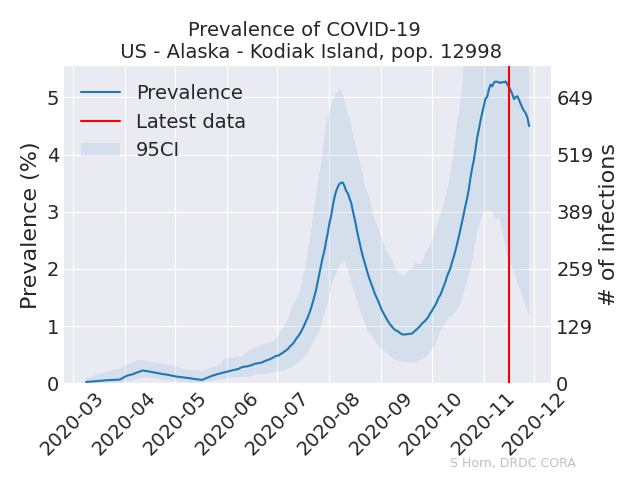 Prevalence of COVID-19
US - Alaska - Kodiak Island, pop. 12998
Prevalence
Latest data
95CI
Prevalence (%)
5
4
3
2
1
0
# of infections
649
519
389
259
129
0
2020-03
2020-04
2020-05
2020-06
2020-07
2020-08
2020-09
2020-10
2020-11
2020-12
S Horn, DRDC CORA